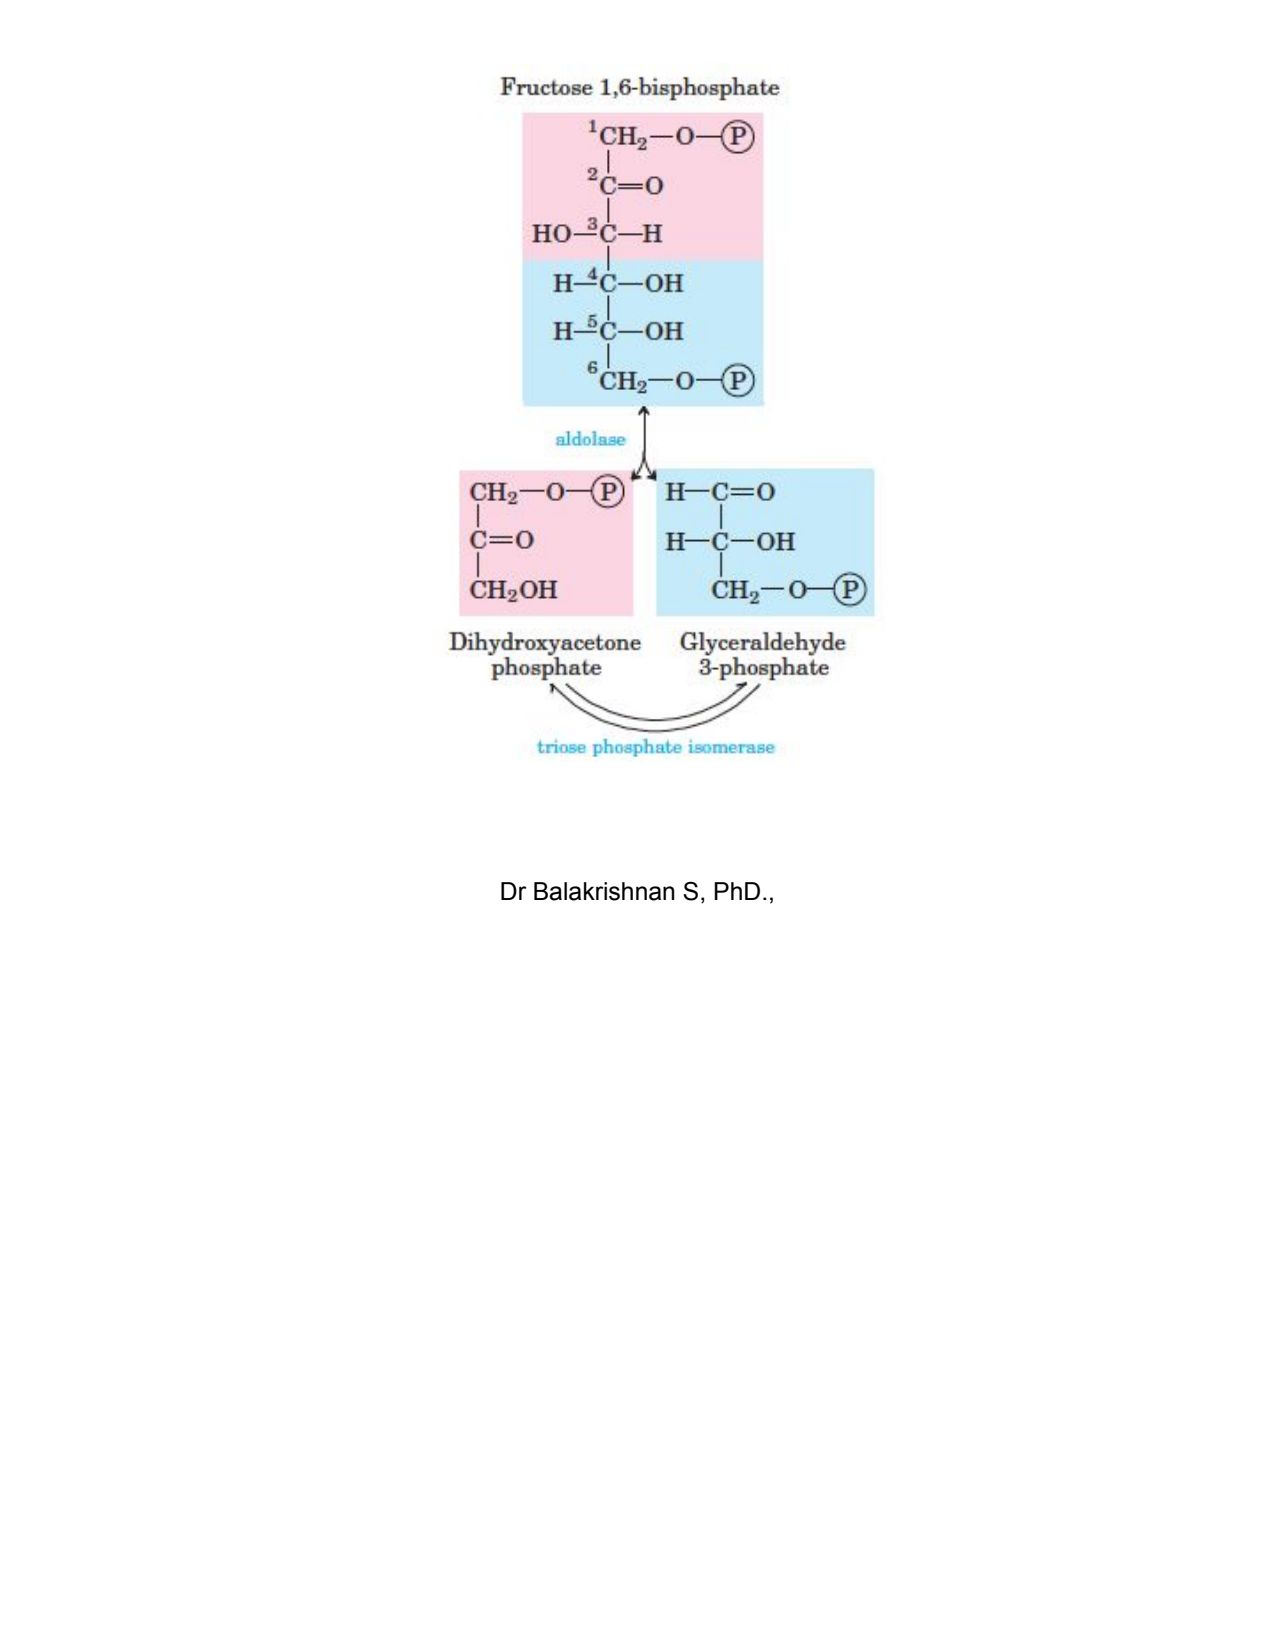 Fructose 1,6-bisphosphate
¹CH₂—O—Ⓟ
²C=O
HO—³C—H
H—⁴C—OH
H—⁵C—OH
⁶CH₂—O—Ⓟ
aldolase
CH₂—O—Ⓟ
C=O
CH₂OH
H—C=O
H—C—OH
CH₂—O—Ⓟ
Dihydroxyacetone
phosphate
Glyceraldehyde
3-phosphate
triose phosphate isomerase
Dr Balakrishnan S, PhD.,